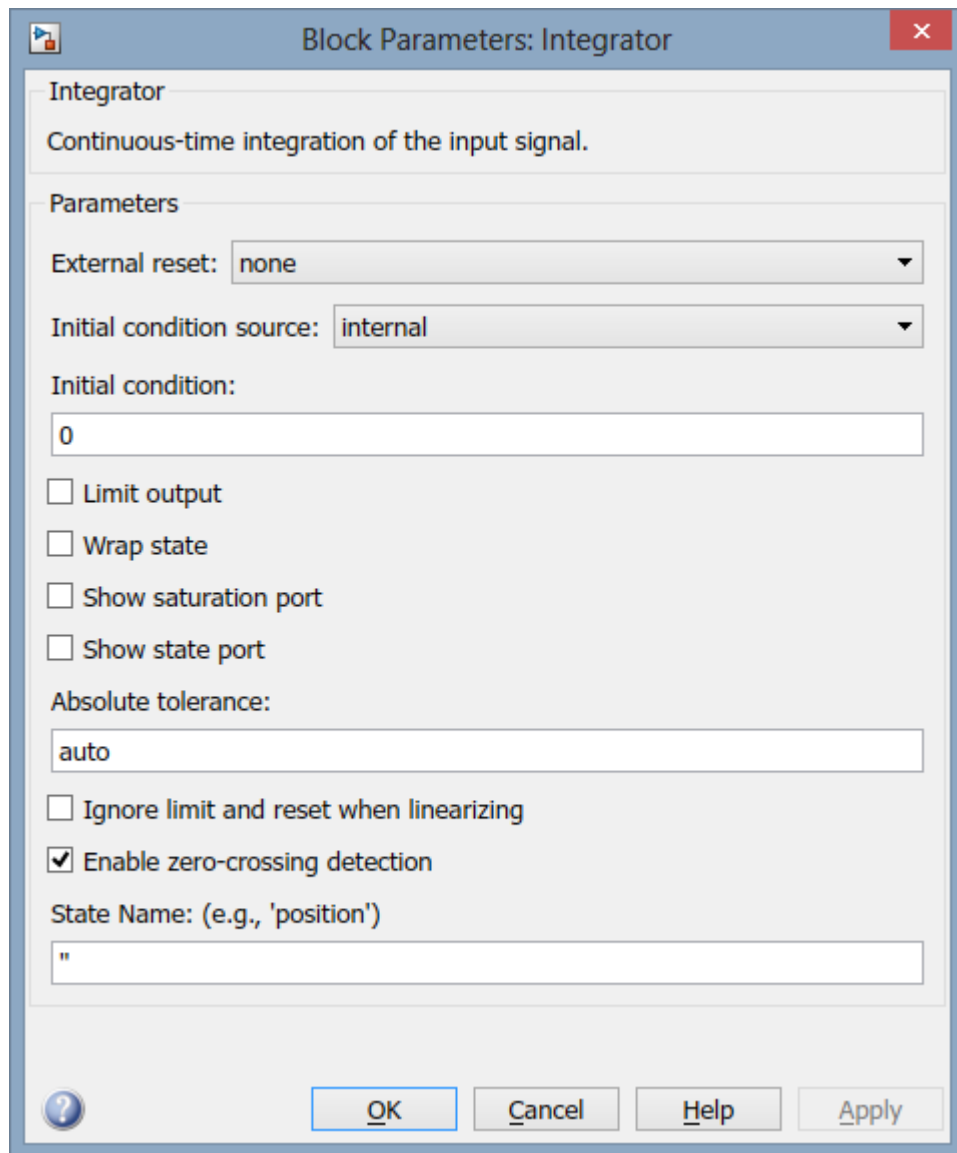 Block Parameters: Integrator
Integrator
Continuous-time integration of the input signal.
Parameters
External reset: none
Initial condition source: internal
Initial condition:
0
Limit output
Wrap state
Show saturation port
Show state port
Absolute tolerance:
auto
Ignore limit and reset when linearizing
Enable zero-crossing detection
State Name: (e.g., 'position')
''
OK Cancel Help Apply